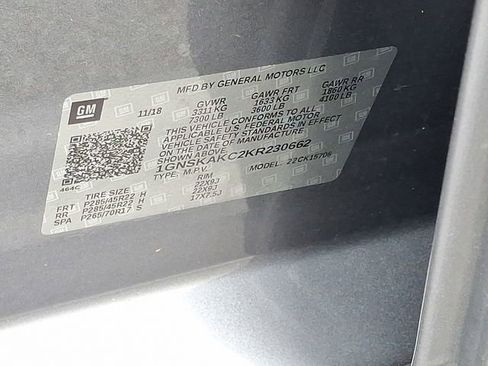 MFD BY GENERAL MOTORS LLC
GM
11/18 GVWR GAWR FRT GAWR RR
3311 KG 1633 KG 1860 KG
7300 LB 3600 LB 4100 LB
THIS VEHICLE CONFORMS TO ALL
APPLICABLE U.S. FEDERAL MOTOR
VEHICLE SAFETY STANDARDS IN EFFECT
ON THE DATE OF MANUFACTURE
SHOWN ABOVE
1GNSKAKC2KR230662
TYPE: M.P.V. MODEL: 22CK15706
464C
TIRE SIZE RIM
FRT P285/45R22 H 22X9J
RR P285/45R22 H 22X9J
SPA P265/70R17 S 17X7.5J